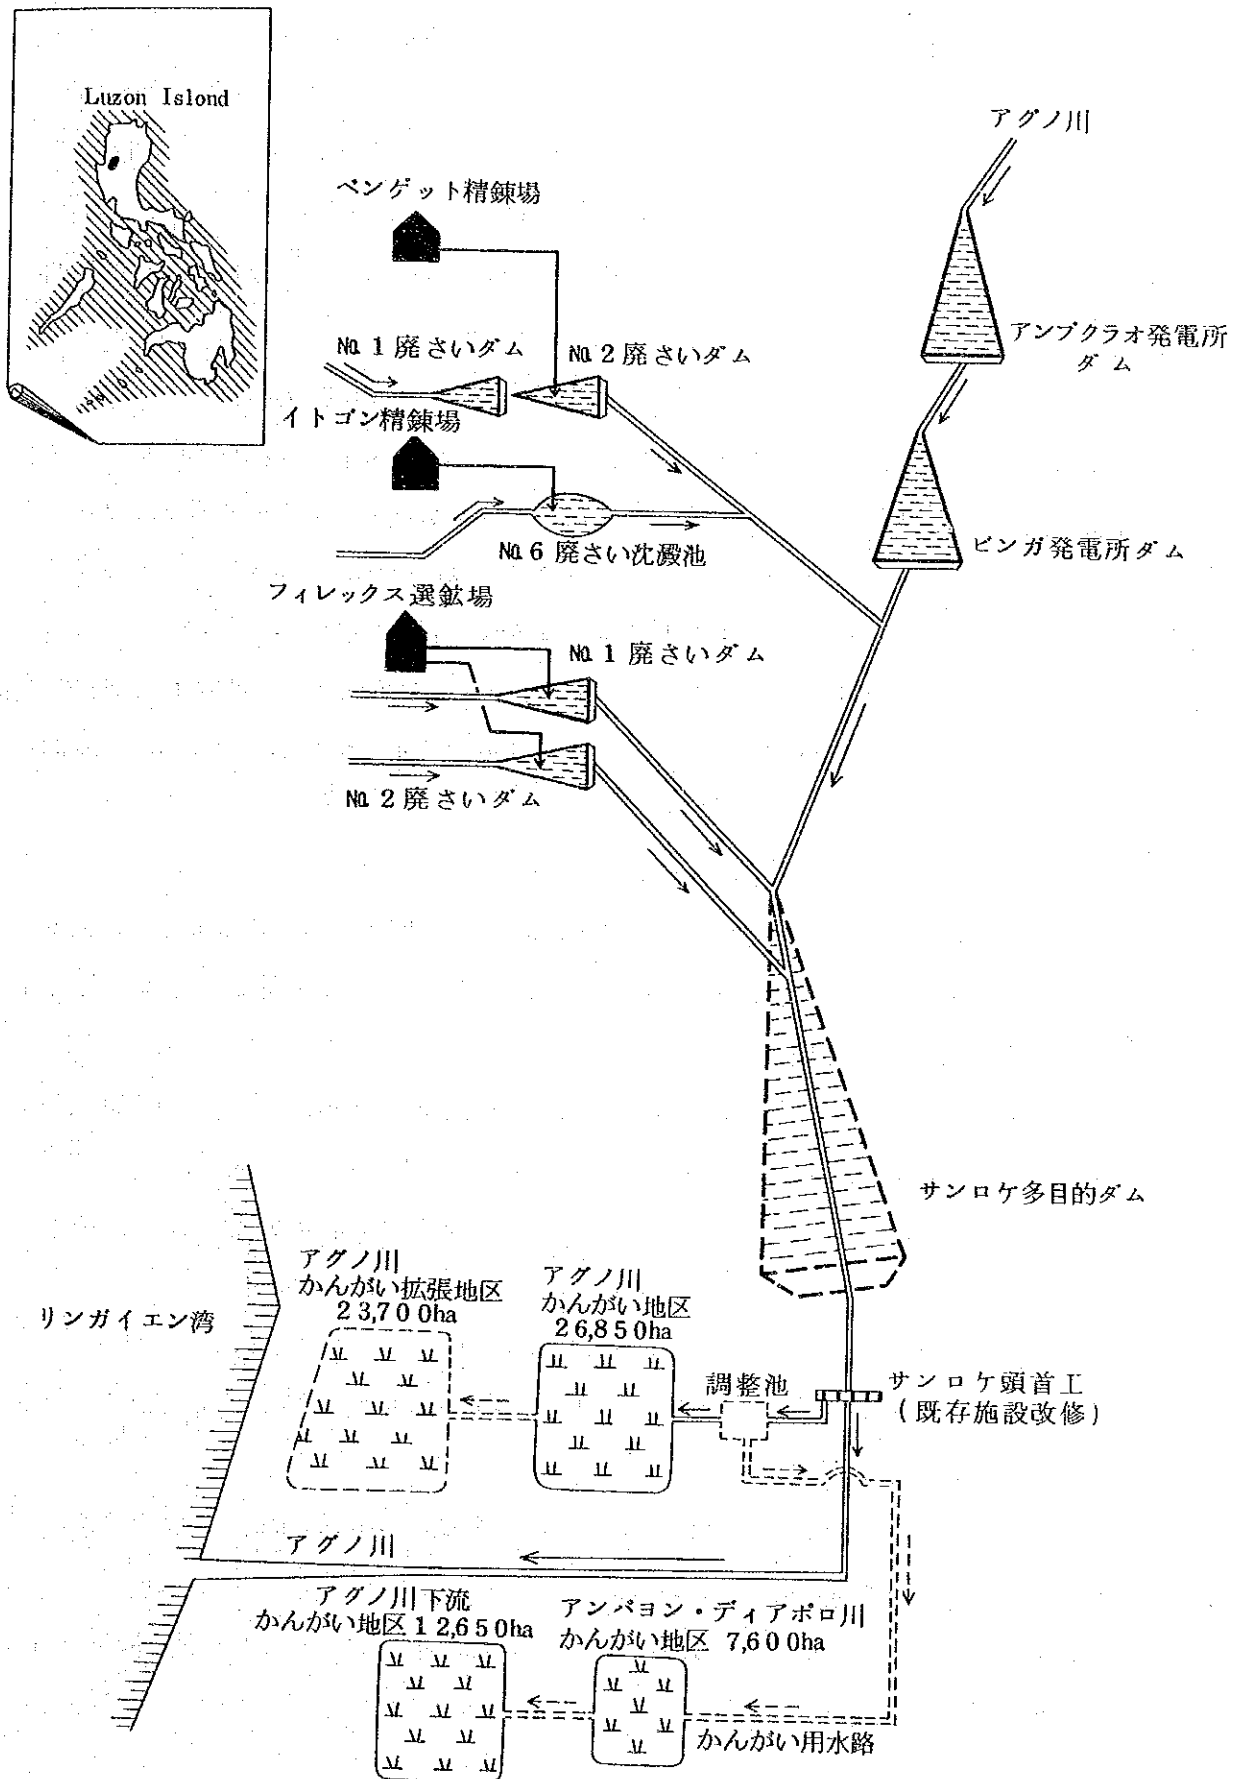 Luzon Islond
アグノ川
ベンゲット精錬場
アンブクラオ発電所
ダム
No. 1 廃さいダム
No. 2 廃さいダム
イトゴン精錬場
No. 6 廃さい沈澱池
ビンガ発電所ダム
フィレックス選鉱場
No. 1 廃さいダム
No. 2 廃さいダム
サンロケ多目的ダム
アグノ川
かんがい拡張地区
23,700ha
アグノ川
かんがい地区
26,850ha
リンガイエン湾
調整池
サンロケ頭首工
(既存施設改修)
アグノ川
アグノ川下流
かんがい地区 12,650ha
アンバヨン・ディアポロ川
かんがい地区 7,600ha
かんがい用水路